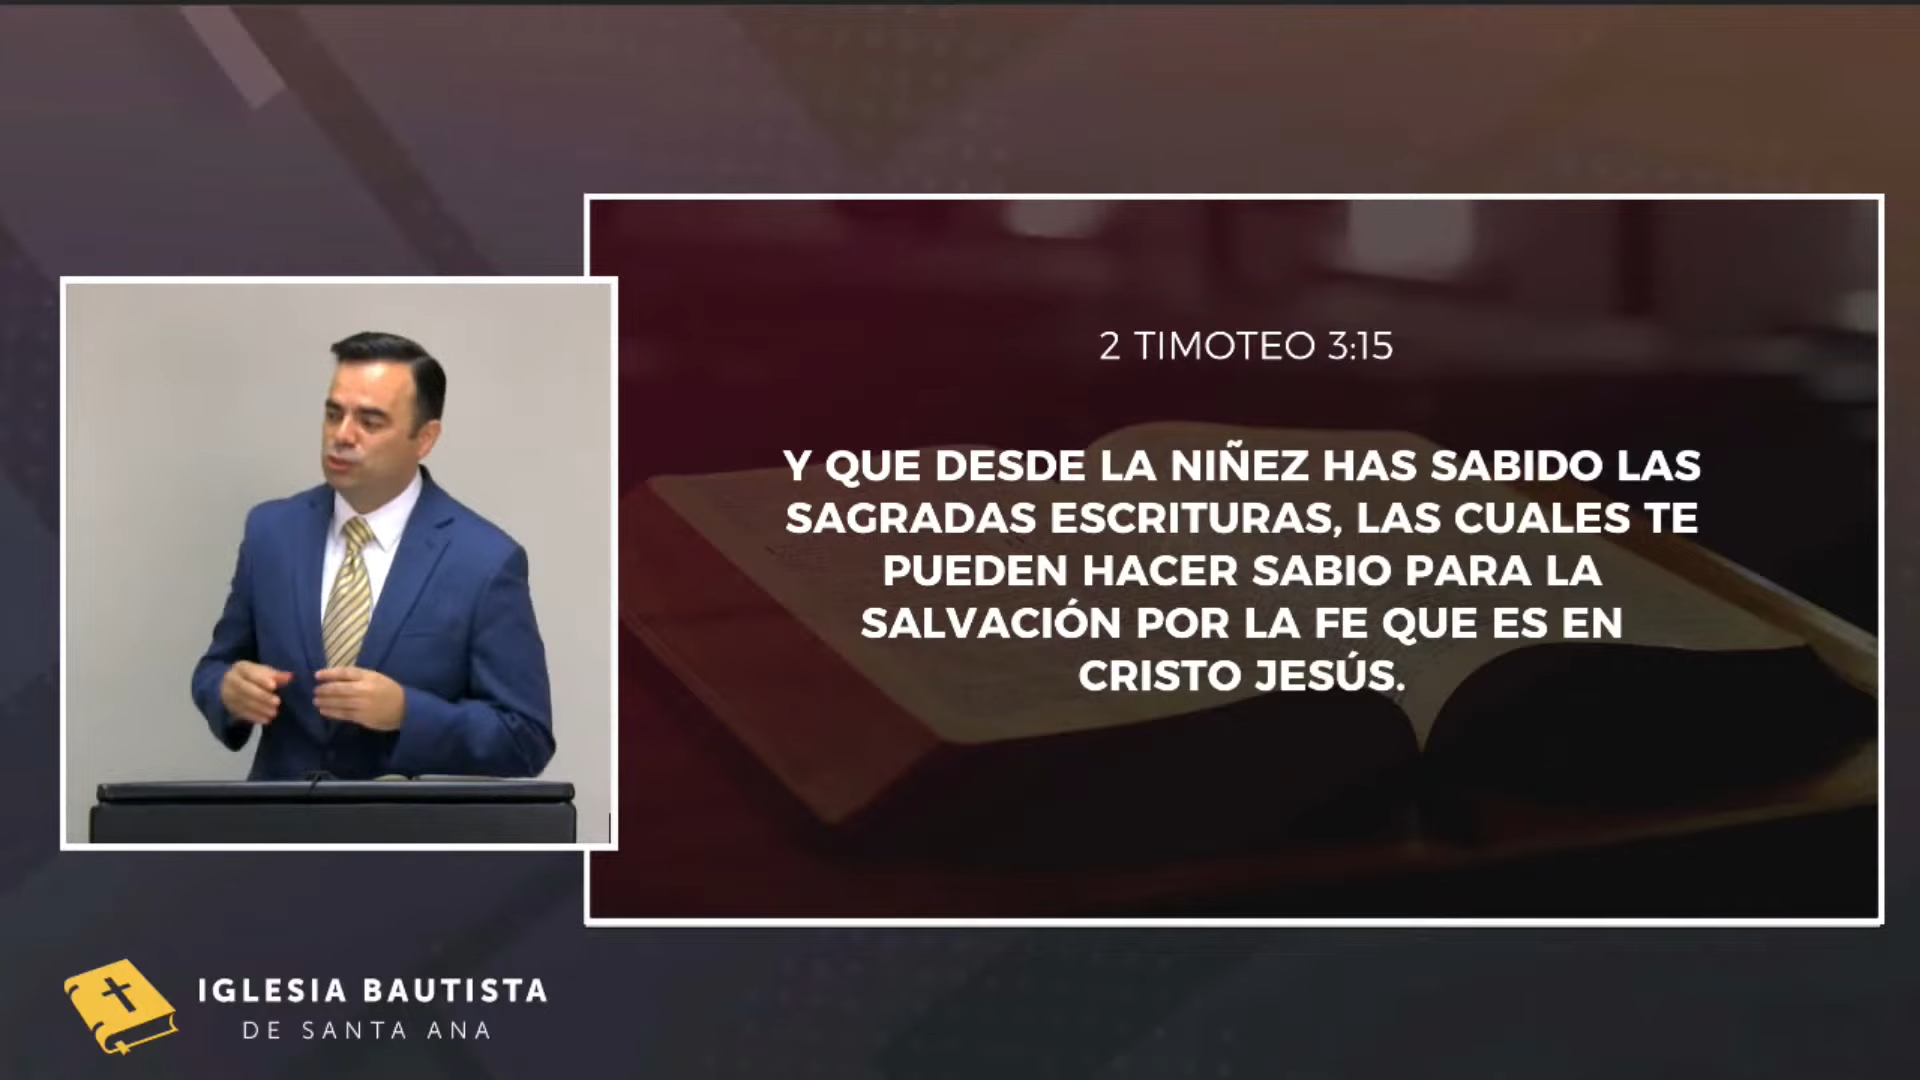 2 TIMOTEO 3:15
Y QUE DESDE LA NIÑEZ HAS SABIDO LAS
SAGRADAS ESCRITURAS, LAS CUALES TE
PUEDEN HACER SABIO PARA LA
SALVACIÓN POR LA FE QUE ES EN
CRISTO JESÚS.
IGLESIA BAUTISTA
DE SANTA ANA